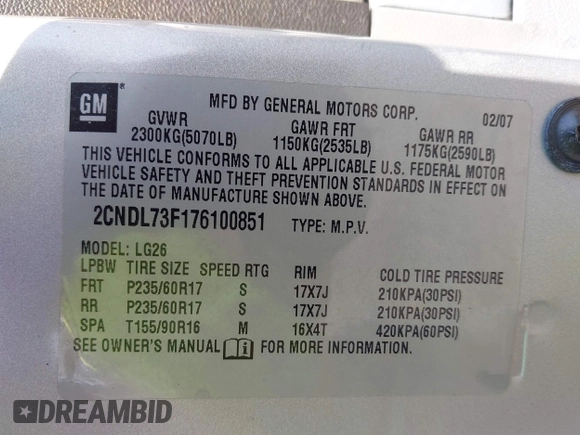 GM ®
MFD BY GENERAL MOTORS CORP. 02/07
GVWR GAWR FRT GAWR RR
2300KG(5070LB) 1150KG(2535LB) 1175KG(2590LB)
THIS VEHICLE CONFORMS TO ALL APPLICABLE U.S. FEDERAL MOTOR
VEHICLE SAFETY AND THEFT PREVENTION STANDARDS IN EFFECT ON
THE DATE OF MANUFACTURE SHOWN ABOVE.
2CNDL73F176100851 TYPE: M.P.V.
MODEL: LG26
LPBW TIRE SIZE SPEED RTG RIM COLD TIRE PRESSURE
FRT P235/60R17 S 17X7J 210KPA(30PSI)
RR P235/60R17 S 17X7J 210KPA(30PSI)
SPA T155/90R16 M 16X4T 420KPA(60PSI)
SEE OWNER'S MANUAL FOR MORE INFORMATION.
DREAMBID